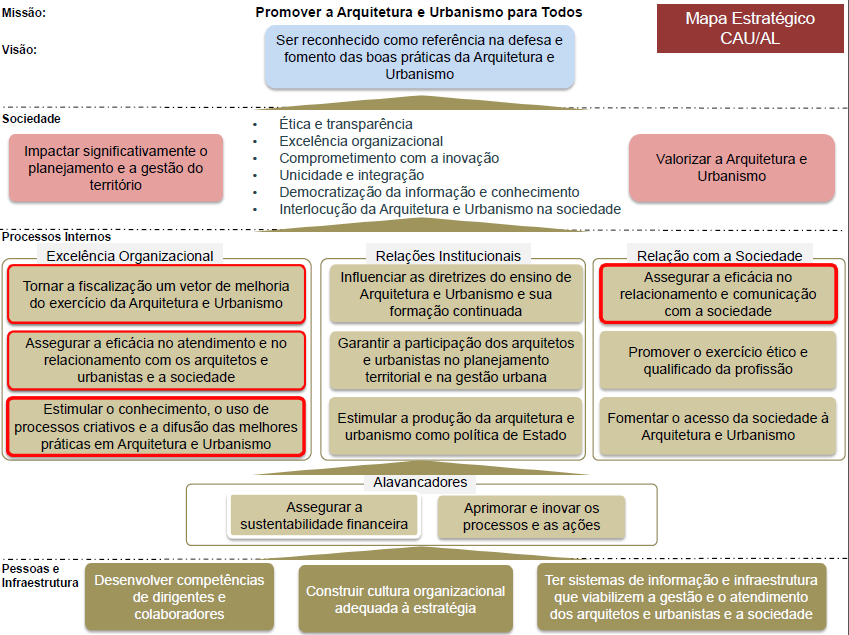 Missão:
Promover a Arquitetura e Urbanismo para Todos
Mapa Estratégico
CAU/AL
Visão:
Ser reconhecido como referência na defesa e
fomento das boas práticas da Arquitetura e
Urbanismo
Sociedade
Impactar significativamente o
planejamento e a gestão do
território
• Ética e transparência
• Excelência organizacional
• Comprometimento com a inovação
• Unicidade e integração
• Democratização da informação e conhecimento
• Interlocução da Arquitetura e Urbanismo na sociedade
Valorizar a Arquitetura e
Urbanismo
Processos Internos
Excelência Organizacional
Tornar a fiscalização um vetor de melhoria
do exercício da Arquitetura e Urbanismo
Assegurar a eficácia no atendimento e no
relacionamento com os arquitetos e
urbanistas e a sociedade
Estimular o conhecimento, o uso de
processos criativos e a difusão das melhores
práticas em Arquitetura e Urbanismo
Relações Institucionais
Influenciar as diretrizes do ensino de
Arquitetura e Urbanismo e sua
formação continuada
Garantir a participação dos arquitetos
e urbanistas no planejamento
territorial e na gestão urbana
Estimular a produção da arquitetura e
urbanismo como política de Estado
Relação com a Sociedade
Assegurar a eficácia no
relacionamento e comunicação
com a sociedade
Promover o exercício ético e
qualificado da profissão
Fomentar o acesso da sociedade à
Arquitetura e Urbanismo
Alavancadores
Assegurar a
sustentabilidade financeira
Aprimorar e inovar os
processos e as ações
Pessoas e
Infraestrutura
Desenvolver competências
de dirigentes e
colaboradores
Construir cultura organizacional
adequada à estratégia
Ter sistemas de informação e infraestrutura
que viabilizem a gestão e o atendimento
dos arquitetos e urbanistas e a sociedade